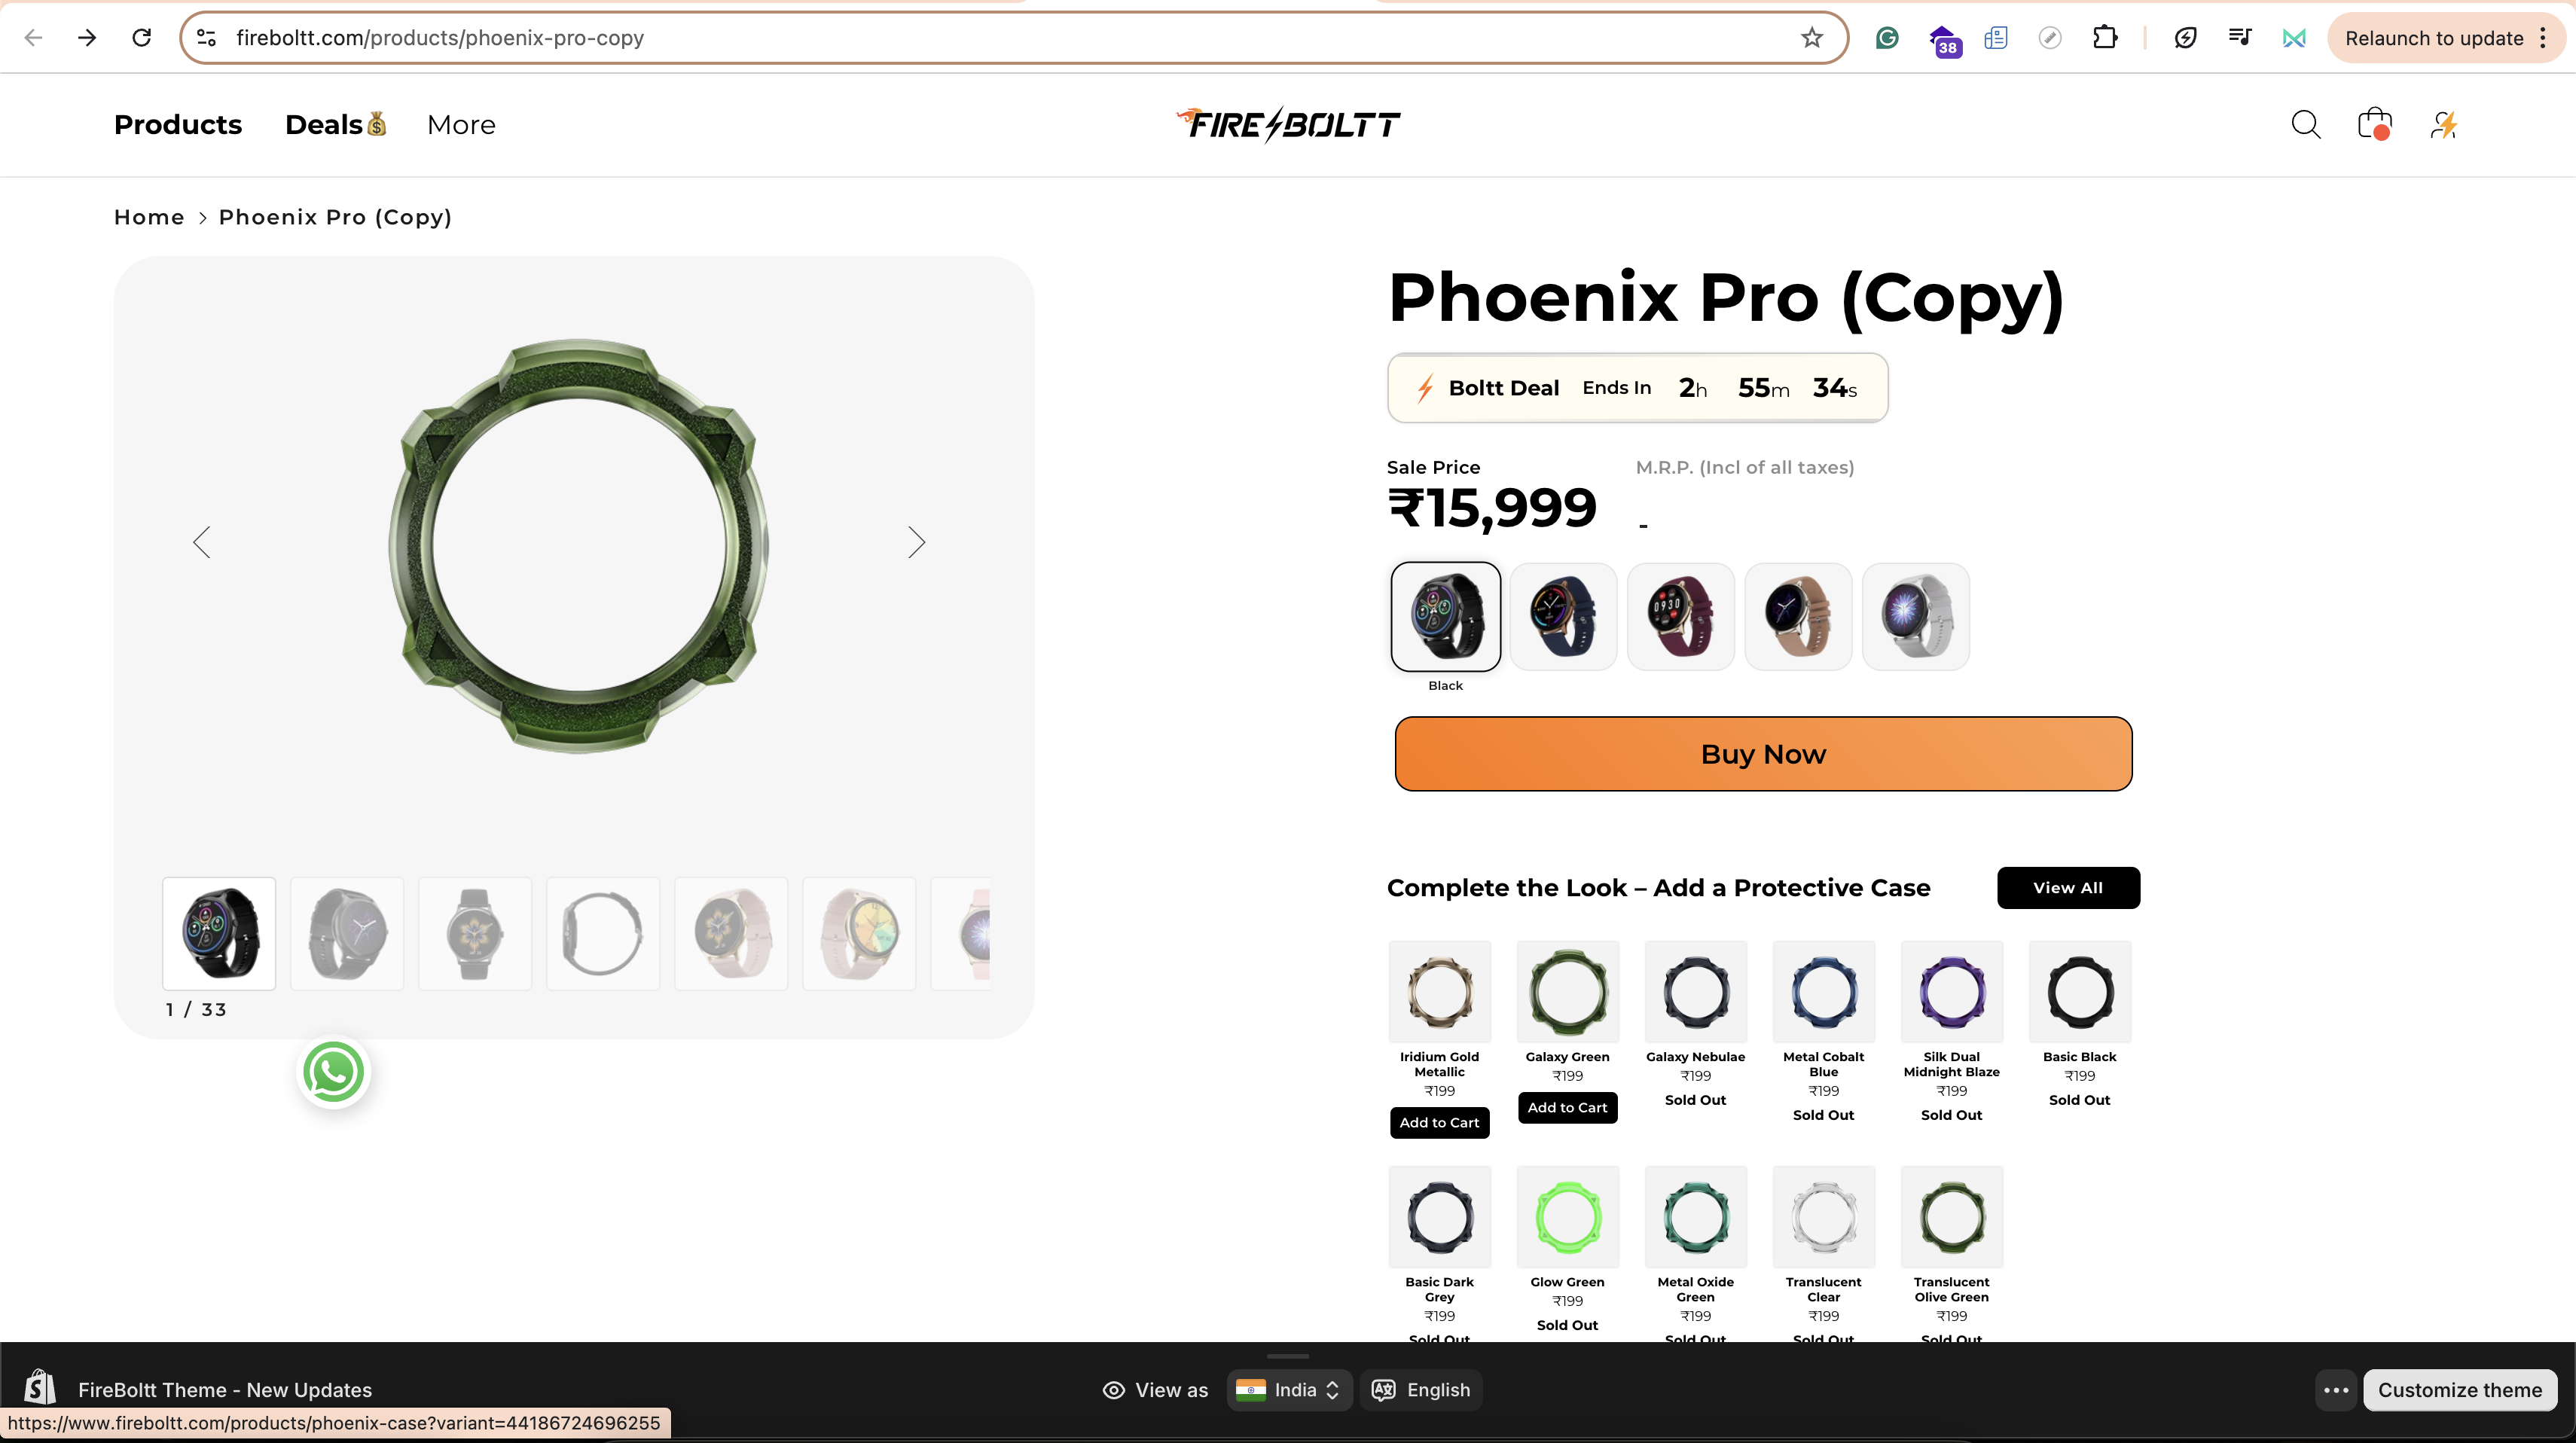 fireboltt.com/products/phoenix-pro-copy
38
Relaunch to update
Products
Deals
More
FIRE BOLTT
Home > Phoenix Pro (Copy)
Phoenix Pro (Copy)
Boltt Deal Ends In 2h 55m 34s
Sale Price
M.R.P. (Incl of all taxes)
₹15,999
-
0930
Black
Buy Now
1 / 33
Complete the Look – Add a Protective Case
View All
Iridium Gold
Metallic
₹199
Add to Cart
Galaxy Green
₹199
Add to Cart
Galaxy Nebulae
₹199
Sold Out
Metal Cobalt
Blue
₹199
Sold Out
Silk Dual
Midnight Blaze
₹199
Sold Out
Basic Black
₹199
Sold Out
Basic Dark
Grey
₹199
Sold Out
Glow Green
₹199
Sold Out
Metal Oxide
Green
₹199
Sold Out
Translucent
Clear
₹199
Sold Out
Translucent
Olive Green
₹199
Sold Out
FireBoltt Theme - New Updates
View as
India
English
Customize theme
https://www.fireboltt.com/products/phoenix-case?variant=44186724696255